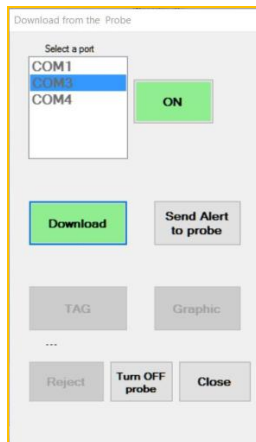 Download from the Probe
Select a port
COM1
COM3
COM4
ON
Download
Send Alert
to probe
TAG
Graphic
---
Reject
Turn OFF
probe
Close